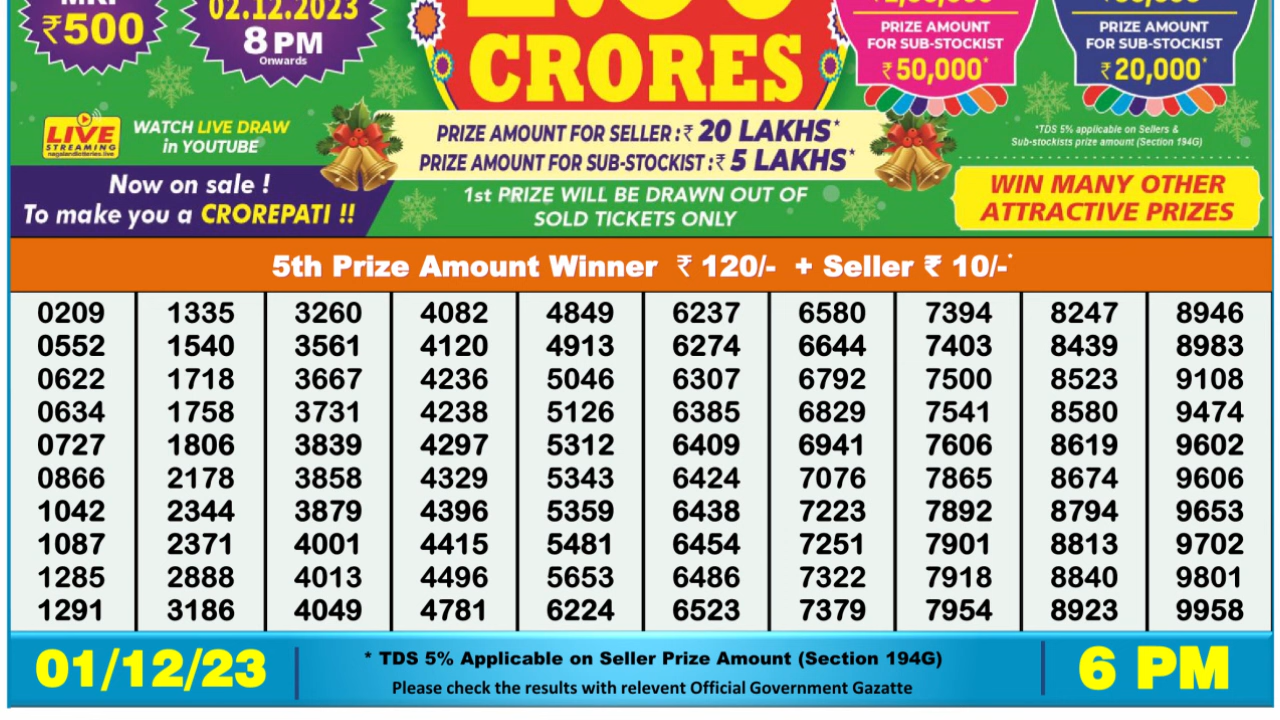 ₹500
02.12.2023
8 PM
Onwards
CRORES
PRIZE AMOUNT
FOR SUB-STOCKIST
₹50,000*
PRIZE AMOUNT
FOR SUB-STOCKIST
₹20,000*
LIVE
STREAMING
nagalandlotteries.live
WATCH LIVE DRAW
in YOUTUBE
PRIZE AMOUNT FOR SELLER :₹ 20 LAKHS*
PRIZE AMOUNT FOR SUB-STOCKIST :₹ 5 LAKHS*
*TDS 5% applicable on Sellers &
Sub-stockists prize amount (Section 194G)
Now on sale !
To make you a CROREPATI !!
1st PRIZE WILL BE DRAWN OUT OF
SOLD TICKETS ONLY
WIN MANY OTHER
ATTRACTIVE PRIZES
5th Prize Amount Winner ₹ 120/- + Seller ₹ 10/-*
0209 1335 3260 4082 4849 6237 6580 7394 8247 8946
0552 1540 3561 4120 4913 6274 6644 7403 8439 8983
0622 1718 3667 4236 5046 6307 6792 7500 8523 9108
0634 1758 3731 4238 5126 6385 6829 7541 8580 9474
0727 1806 3839 4297 5312 6409 6941 7606 8619 9602
0866 2178 3858 4329 5343 6424 7076 7865 8674 9606
1042 2344 3879 4396 5359 6438 7223 7892 8794 9653
1087 2371 4001 4415 5481 6454 7251 7901 8813 9702
1285 2888 4013 4496 5653 6486 7322 7918 8840 9801
1291 3186 4049 4781 6224 6523 7379 7954 8923 9958
01/12/23
* TDS 5% Applicable on Seller Prize Amount (Section 194G)
Please check the results with relevent Official Government Gazatte
6 PM